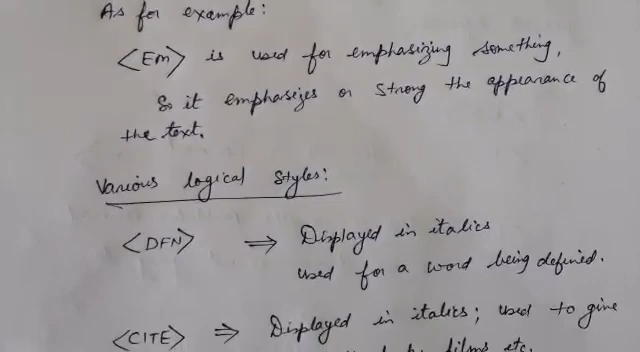 As for example:
<EM> is used for emphasizing something,
So it emphasizes or strong the appearance of
the text.
Various logical styles:
<DFN> ⇒ Displayed in italics
used for a word being defined.
<CITE> ⇒ Displayed in italics; used to give
films etc.